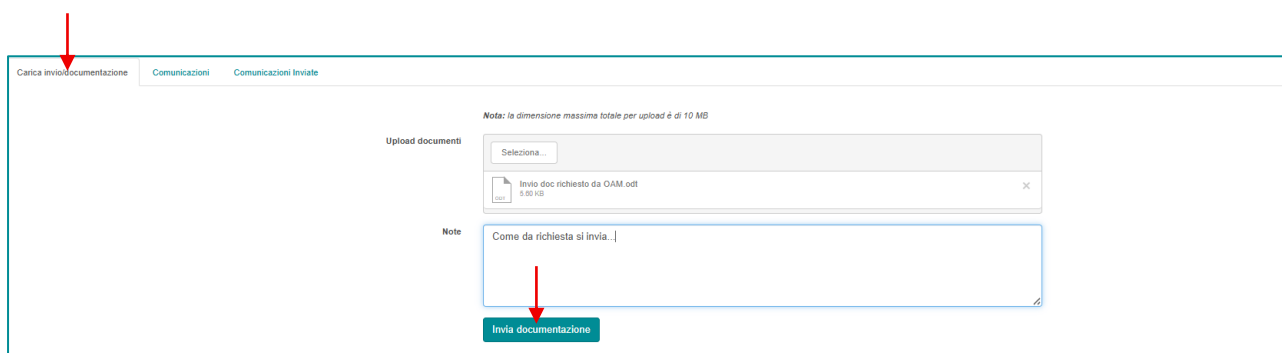 Carica invio/documentazione Comunicazioni Comunicazioni Inviate
Nota: la dimensione massima totale per upload è di 10 MB
Upload documenti
Seleziona...
Invio doc richiesto da OAM.odt
5.60 KB
Note
Come da richiesta si invia...
Invia documentazione